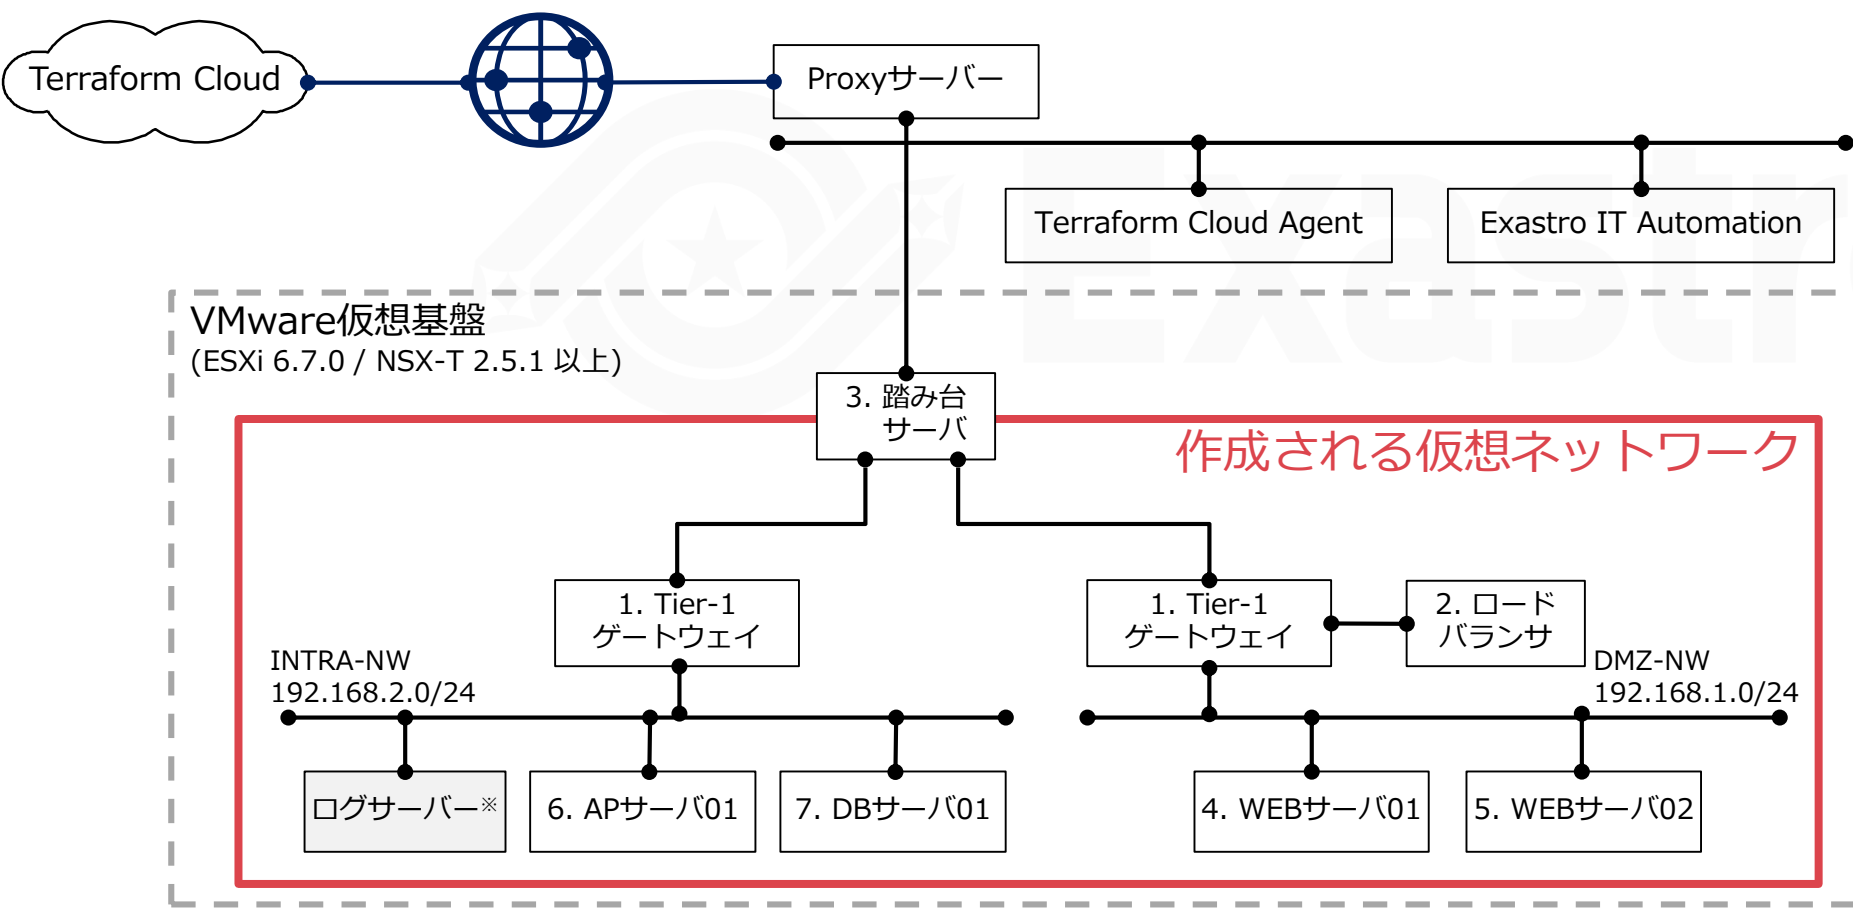 Terraform Cloud
Proxyサーバー
Terraform Cloud Agent
Exastro IT Automation
VMware仮想基盤
(ESXi 6.7.0 / NSX-T 2.5.1 以上)
3. 踏み台
サーバ
作成される仮想ネットワーク
1. Tier-1
ゲートウェイ
1. Tier-1
ゲートウェイ
2. ロード
バランサ
INTRA-NW
192.168.2.0/24
DMZ-NW
192.168.1.0/24
ログサーバー※
6. APサーバ01
7. DBサーバ01
4. WEBサーバ01
5. WEBサーバ02
Exastro